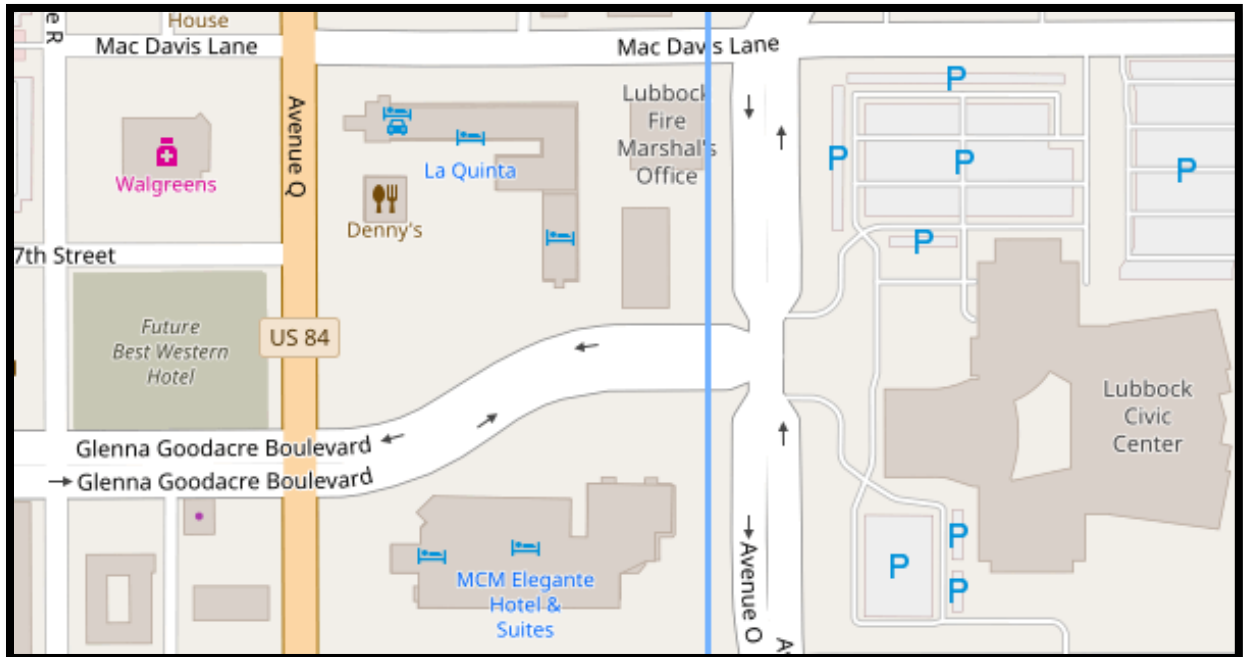 House
e R
Mac Davis Lane
Mac Davis Lane
Avenue Q
Lubbock
Fire
Marshal's
Office
P
P
P
P
P
Walgreens
La Quinta
Denny's
7th Street
Future
Best Western
Hotel
US 84
Lubbock
Civic
Center
Glenna Goodacre Boulevard
Glenna Goodacre Boulevard
P
P
P
MCM Elegante
Hotel &
Suites
Avenue O
Av